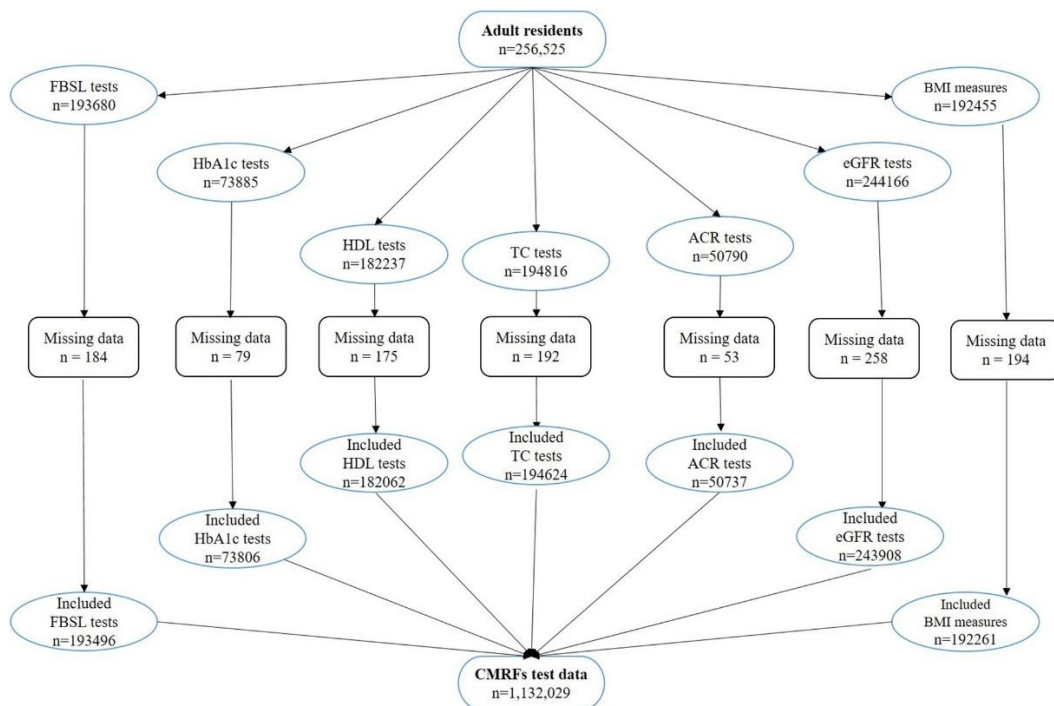 Adult residents
n=256,525
FBSL tests
n=193680
BMI measures
n=192455
HbA1c tests
n=73885
eGFR tests
n=244166
HDL tests
n=182237
TC tests
n=194816
ACR tests
n=50790
Missing data
n = 184
Missing data
n = 79
Missing data
n = 175
Missing data
n = 192
Missing data
n = 53
Missing data
n = 258
Missing data
n = 194
Included
HDL tests
n=182062
Included
TC tests
n=194624
Included
ACR tests
n=50737
Included
HbA1c tests
n=73806
Included
eGFR tests
n=243908
Included
FBSL tests
n=193496
Included
BMI measures
n=192261
CMRFs test data
n=1,132,029